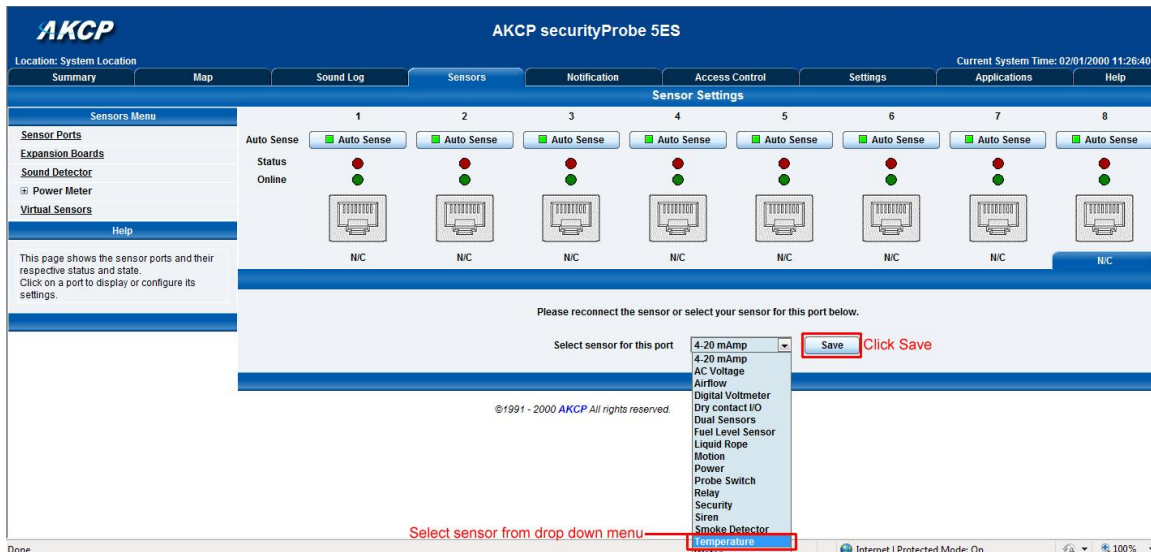 AKCP
AKCP securityProbe 5ES
Location: System Location
Current System Time: 02/01/2000 11:26:40
Summary Map Sound Log Sensors Notification Access Control Settings Applications Help
Sensor Settings
Sensors Menu
Sensor Ports
Expansion Boards
Sound Detector
Power Meter
Virtual Sensors
Help
This page shows the sensor ports and their
respective status and state.
Click on a port to display or configure its
settings.
1 2 3 4 5 6 7 8
Auto Sense Auto Sense Auto Sense Auto Sense Auto Sense Auto Sense Auto Sense Auto Sense Auto Sense
Status
Online
N/C N/C N/C N/C N/C N/C N/C N/C
Please reconnect the sensor or select your sensor for this port below.
Select sensor for this port 4-20 mAmp Save Click Save
4-20 mAmp
AC Voltage
Airflow
Digital Voltmeter
Dry contact I/O
Dual Sensors
Fuel Level Sensor
Liquid Rope
Motion
Power
Probe Switch
Relay
Security
Siren
Smoke Detector
Temperature
©1991 - 2000 AKCP All rights reserved.
Select sensor from drop down menu
Done
Internet | Protected Mode: On
100%